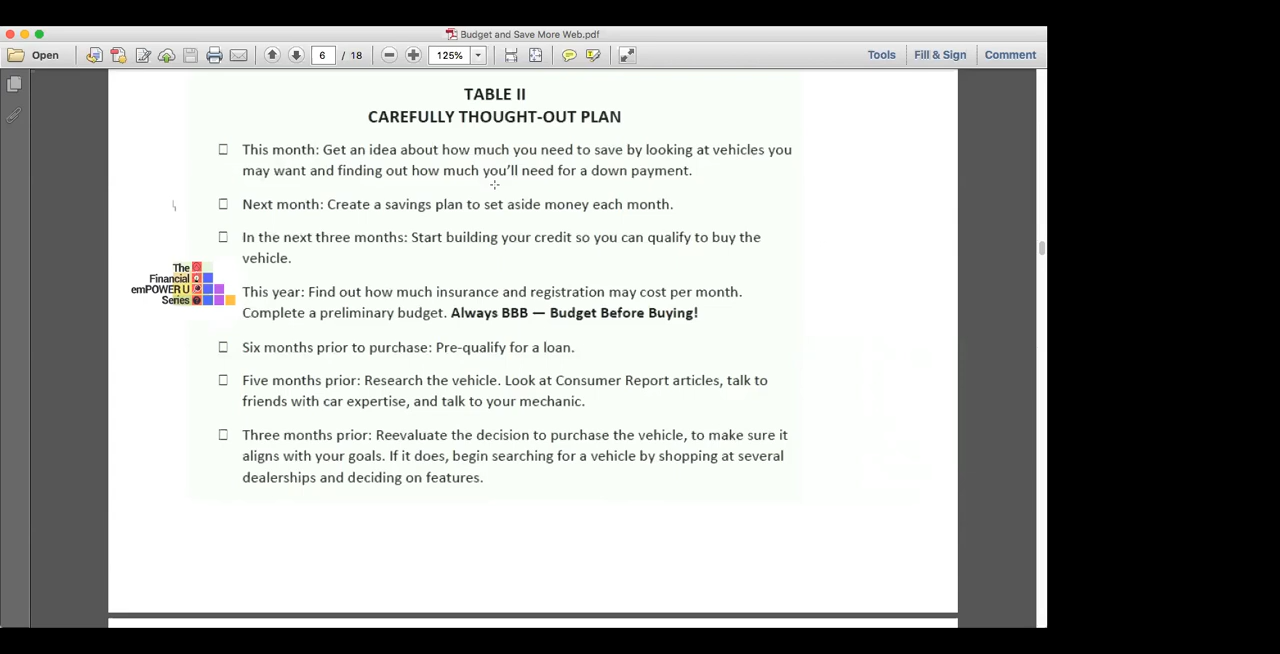 Budget and Save More Web.pdf
Open
6 / 18
125%
Tools
Fill & Sign
Comment
TABLE II
CAREFULLY THOUGHT-OUT PLAN
This month: Get an idea about how much you need to save by looking at vehicles you
may want and finding out how much you'll need for a down payment.
Next month: Create a savings plan to set aside money each month.
In the next three months: Start building your credit so you can qualify to buy the
vehicle.
The
Financial
emPOWER U
Series
This year: Find out how much insurance and registration may cost per month.
Complete a preliminary budget. Always BBB — Budget Before Buying!
Six months prior to purchase: Pre-qualify for a loan.
Five months prior: Research the vehicle. Look at Consumer Report articles, talk to
friends with car expertise, and talk to your mechanic.
Three months prior: Reevaluate the decision to purchase the vehicle, to make sure it
aligns with your goals. If it does, begin searching for a vehicle by shopping at several
dealerships and deciding on features.